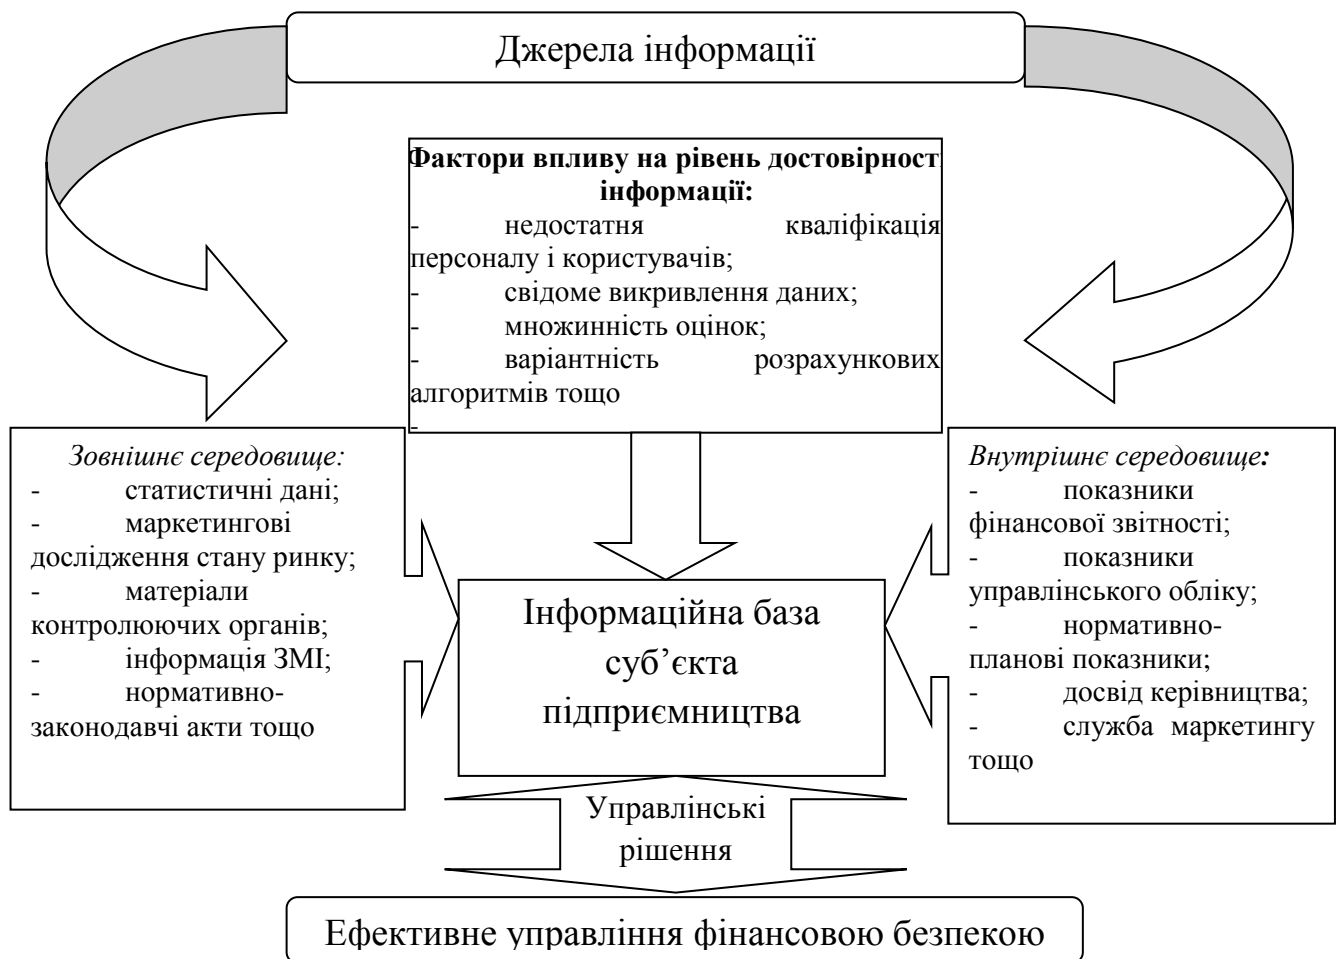 Джерела інформації
Фактори впливу на рівень достовірност
інформації:
- недостатня кваліфікація
персоналу і користувачів;
- свідоме викривлення даних;
- множинність оцінок;
- варіантність розрахункових
алгоритмів тощо
-
Зовнішнє середовище:
- статистичні дані;
- маркетингові
дослідження стану ринку;
- матеріали
контролюючих органів;
- інформація ЗМІ;
- нормативно-
законодавчі акти тощо
Інформаційна база
суб’єкта
підприємництва
Внутрішнє середовище:
- показники
фінансової звітності;
- показники
управлінського обліку;
- нормативно-
планові показники;
- досвід керівництва;
- служба маркетингу
тощо
Управлінські
рішення
Ефективне управління фінансовою безпекою